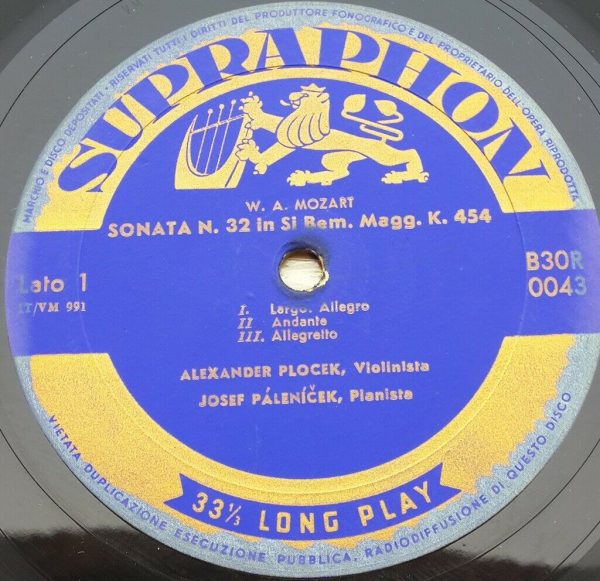 MARCHIO E DISCO DEPOSITATI · RISERVATI TUTTI I DIRITTI DEL PRODUTTORE FONOGRAFICO E DEL PROPRIETARIO DELL'OPERA RIPRODOTTA
SUPRAPHON
W. A. MOZART
SONATA N. 32 in Si Bem. Magg. K. 454
Lato 1
IT/VM 991
B30R
0043
I. Largo. Allegro
II Andante
III. Allegretto
ALEXANDER PLOCEK, Violinista
JOSEF PÁLENÍČEK, Pianista
33⅓ LONG PLAY
VIETATA DUPLICAZIONE ESECUZIONE PUBBLICA, RADIODIFFUSIONE DI QUESTO DISCO